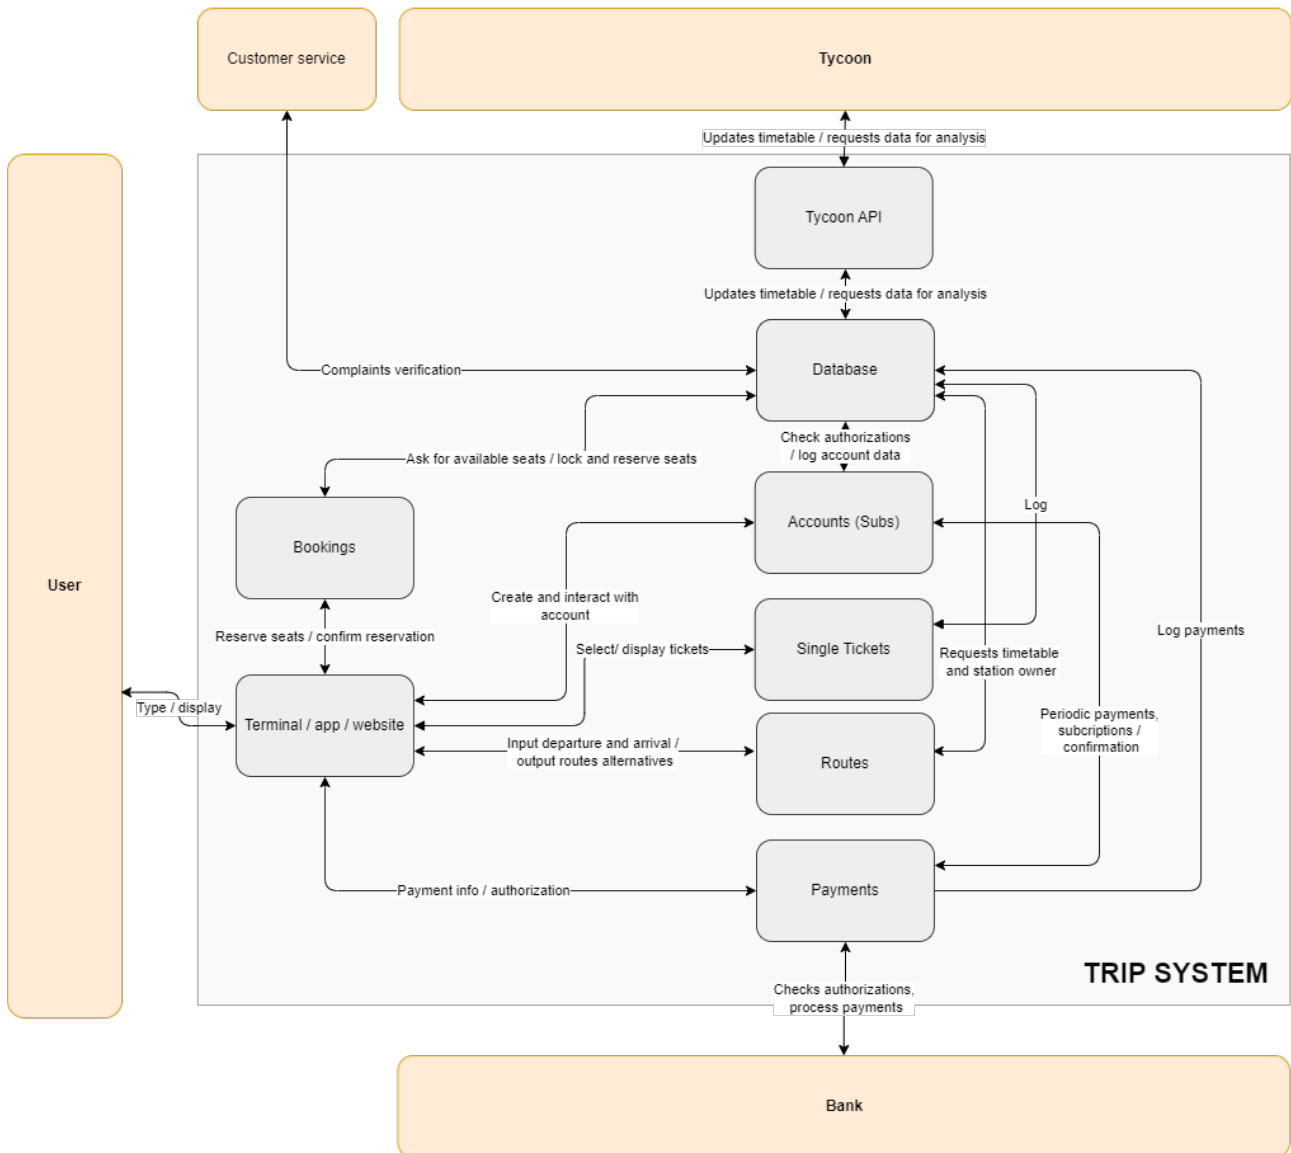 Customer service
Tycoon
Updates timetable / requests data for analysis
Tycoon API
Updates timetable / requests data for analysis
Database
Complaints verification
Check authorizations
/ log account data
Ask for available seats / lock and reserve seats
Accounts (Subs)
Log
Bookings
User
Create and interact with
account
Reserve seats / confirm reservation
Select/ display tickets
Single Tickets
Log payments
Requests timetable
and station owner
Type / display
Terminal / app / website
Input departure and arrival /
output routes alternatives
Routes
Periodic payments,
subcriptions /
confirmation
Payment info / authorization
Payments
TRIP SYSTEM
Checks authorizations,
process payments
Bank